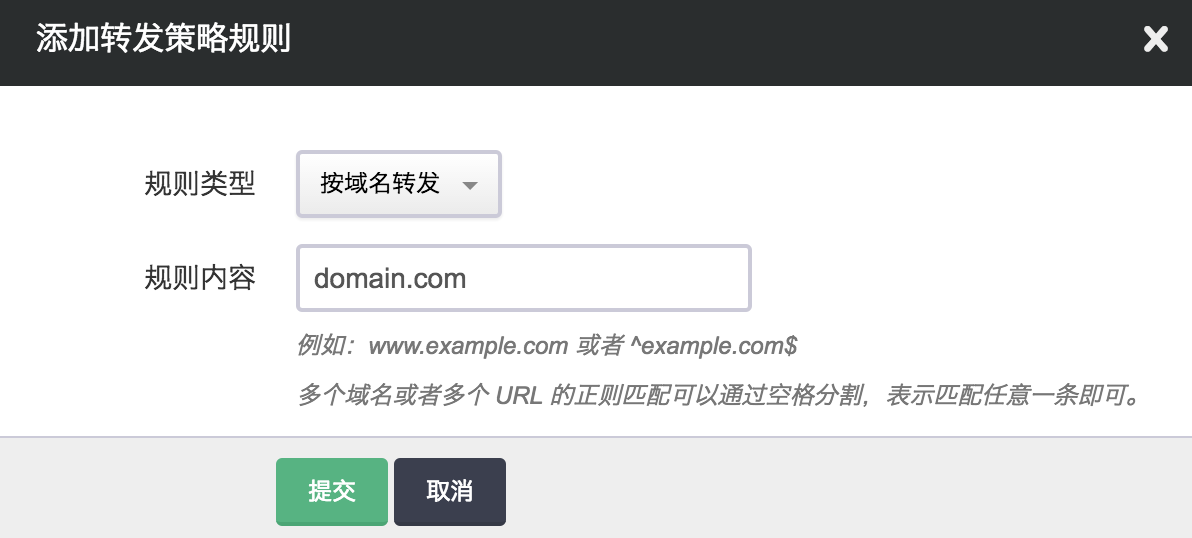 添加转发策略规则
规则类型 按域名转发
规则内容 domain.com
例如：www.example.com 或者 ^example.com$
多个域名或者多个 URL 的正则匹配可以通过空格分割，表示匹配任意一条即可。
提交 取消